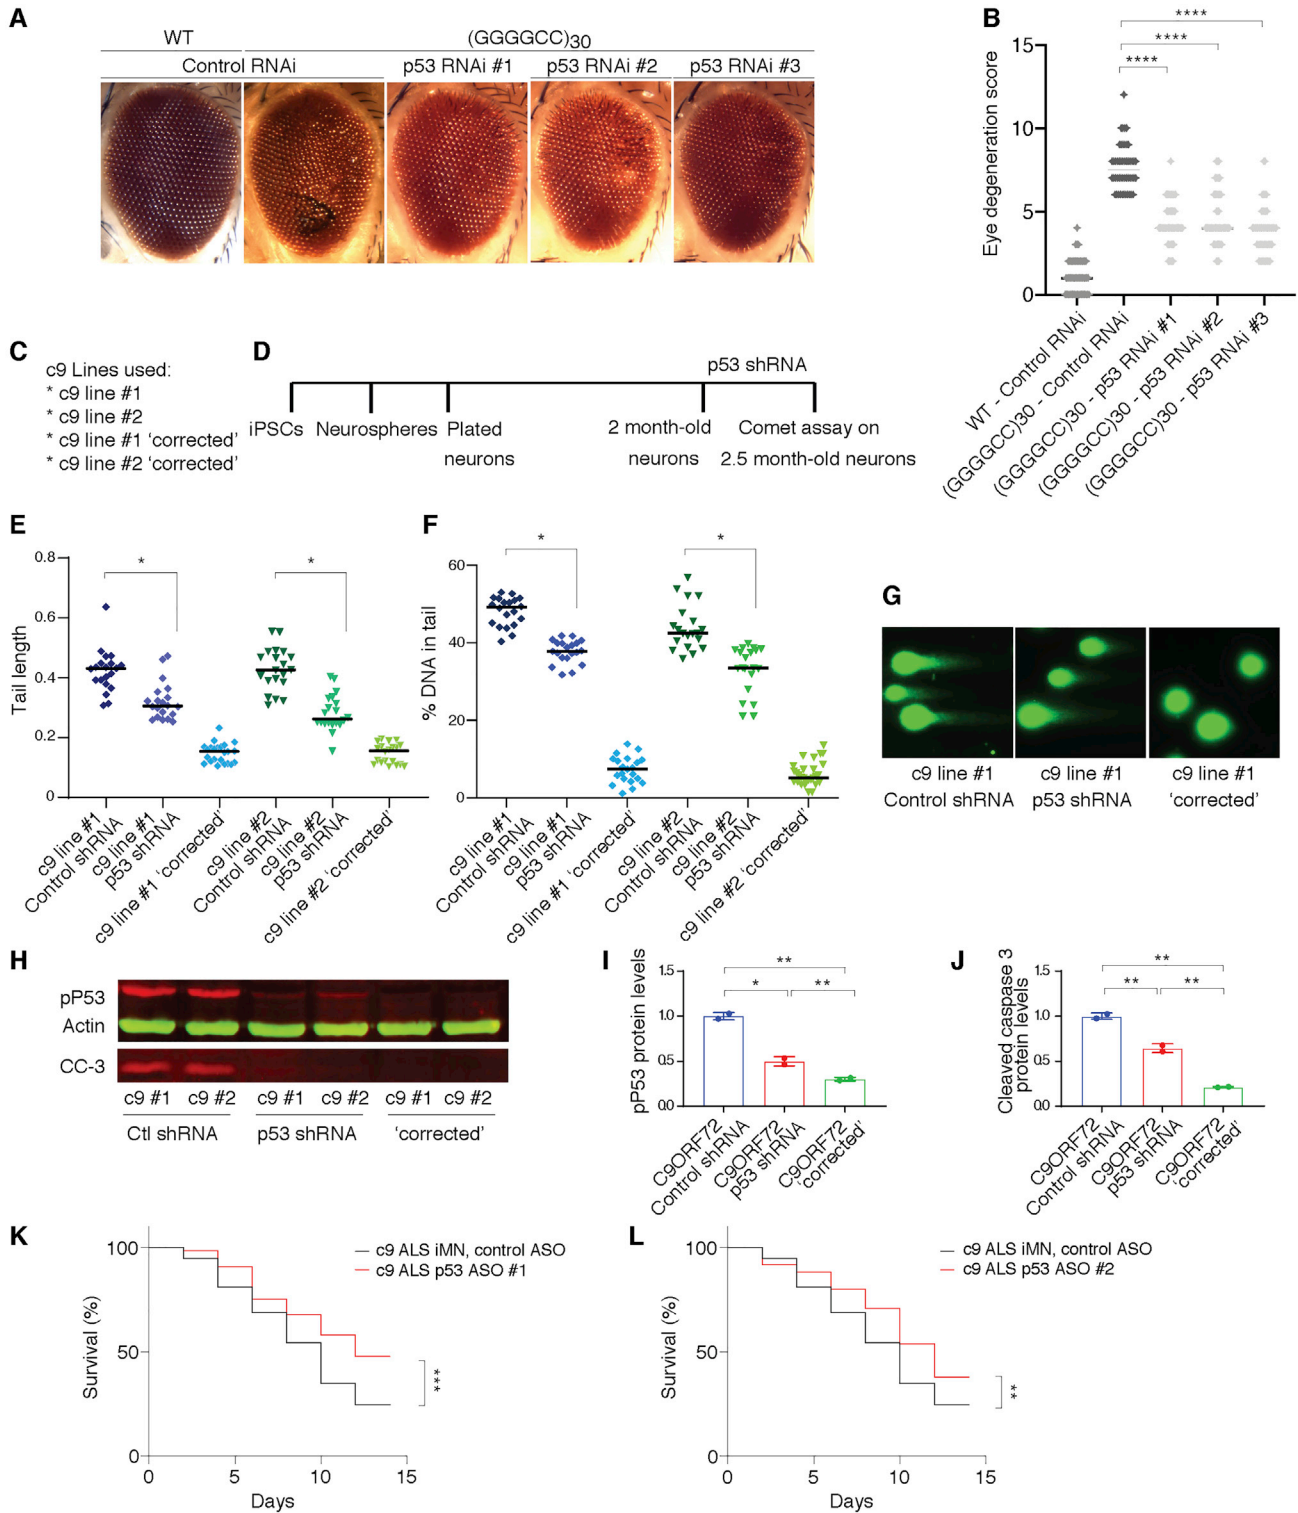 A
WT
(GGGGCC)30
Control RNAi
p53 RNAi #1
p53 RNAi #2
p53 RNAi #3
B
****
****
****
Eye degeneration score
15
10
5
0
WT - Control RNAi
(GGGGCC)30 - Control RNAi
(GGGGCC)30 - p53 RNAi #1
(GGGGCC)30 - p53 RNAi #2
(GGGGCC)30 - p53 RNAi #3
C
c9 Lines used:
* c9 line #1
* c9 line #2
* c9 line #1 ‘corrected’
* c9 line #2 ‘corrected’
D
p53 shRNA
iPSCs
Neurospheres
Plated
neurons
2 month-old
neurons
Comet assay on
2.5 month-old neurons
E
Tail length
0.8
0.6
0.4
0.2
0
*
*
c9 line #1
Control shRNA
c9 line #1
p53 shRNA
c9 line #1 ‘corrected’
c9 line #2
Control shRNA
c9 line #2
p53 shRNA
c9 line #2 ‘corrected’
F
% DNA in tail
60
40
20
0
*
*
c9 line #1
Control shRNA
c9 line #1
p53 shRNA
c9 line #1 ‘corrected’
c9 line #2
Control shRNA
c9 line #2
p53 shRNA
c9 line #2 ‘corrected’
G
c9 line #1
Control shRNA
c9 line #1
p53 shRNA
c9 line #1
‘corrected’
H
pP53
Actin
CC-3
c9 #1 c9 #2 c9 #1 c9 #2 c9 #1 c9 #2
Ctl shRNA
p53 shRNA
‘corrected’
I
pP53 protein levels
1.5
1.0
0.5
0.0
**
*
**
C9ORF72
Control shRNA
C9ORF72
p53 shRNA
C9ORF72
‘corrected’
J
Cleaved caspase 3
protein levels
1.5
1.0
0.5
0.0
**
**
**
C9ORF72
Control shRNA
C9ORF72
p53 shRNA
C9ORF72
‘corrected’
K
c9 ALS iMN, control ASO
c9 ALS p53 ASO #1
Survival (%)
100
50
0
***
0 5 10 15
Days
L
c9 ALS iMN, control ASO
c9 ALS p53 ASO #2
Survival (%)
100
50
0
**
0 5 10 15
Days